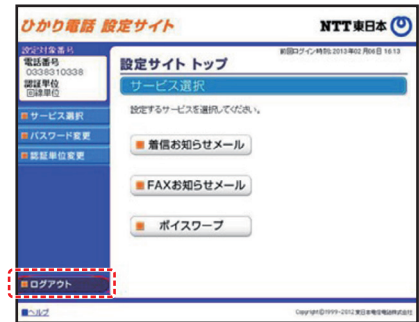 ひかり電話 設定サイト
NTT東日本
設定対象番号
電話番号
0338310338
認証単位
回線単位
サービス選択
パスワード変更
認証単位変更
ログアウト
ヘルプ
前回ログイン時刻:2013年02月06日 16:13
設定サイト トップ
サービス選択
設定するサービスを選択してください。
着信お知らせメール
FAXお知らせメール
ボイスワープ
Copyright©1999-2012 東日本電信電話株式会社